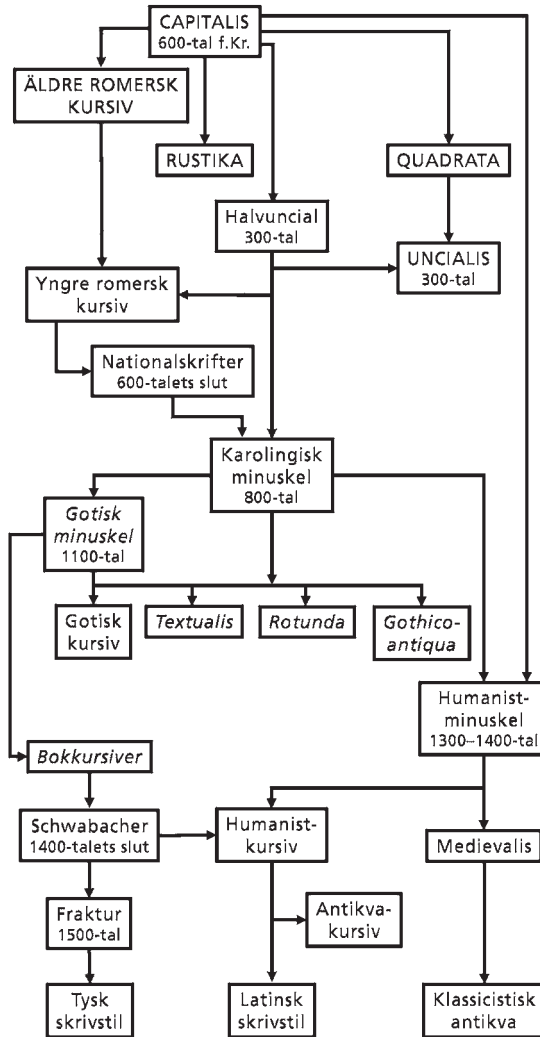 CAPITALIS
600-tal f.Kr.
ÄLDRE ROMERSK
KURSIV
RUSTIKA
QUADRATA
Halvuncial
300-tal
UNCIALIS
300-tal
Yngre romersk
kursiv
Nationalskrifter
600-talets slut
Karolingisk
minuskel
800-tal
Gotisk
minuskel
1100-tal
Gotisk
kursiv
Textualis
Rotunda
Gothico-
antiqua
Humanist-
minuskel
1300–1400-tal
Bokkursiver
Schwabacher
1400-talets slut
Humanist-
kursiv
Medievalis
Fraktur
1500-tal
Antikva-
kursiv
Tysk
skrivstil
Latinsk
skrivstil
Klassicistisk
antikva